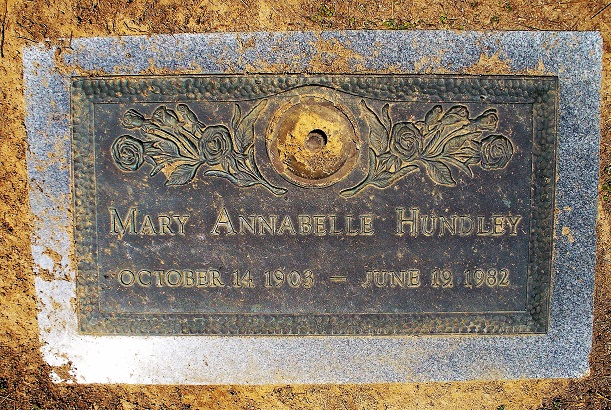 Mary Annabelle Hundley
October 14 1903 — June 19 1982